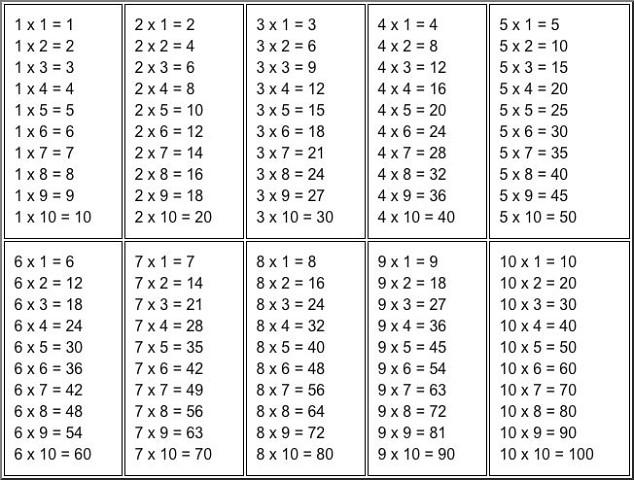 1 x 1 = 1
1 x 2 = 2
1 x 3 = 3
1 x 4 = 4
1 x 5 = 5
1 x 6 = 6
1 x 7 = 7
1 x 8 = 8
1 x 9 = 9
1 x 10 = 10
2 x 1 = 2
2 x 2 = 4
2 x 3 = 6
2 x 4 = 8
2 x 5 = 10
2 x 6 = 12
2 x 7 = 14
2 x 8 = 16
2 x 9 = 18
2 x 10 = 20
3 x 1 = 3
3 x 2 = 6
3 x 3 = 9
3 x 4 = 12
3 x 5 = 15
3 x 6 = 18
3 x 7 = 21
3 x 8 = 24
3 x 9 = 27
3 x 10 = 30
4 x 1 = 4
4 x 2 = 8
4 x 3 = 12
4 x 4 = 16
4 x 5 = 20
4 x 6 = 24
4 x 7 = 28
4 x 8 = 32
4 x 9 = 36
4 x 10 = 40
5 x 1 = 5
5 x 2 = 10
5 x 3 = 15
5 x 4 = 20
5 x 5 = 25
5 x 6 = 30
5 x 7 = 35
5 x 8 = 40
5 x 9 = 45
5 x 10 = 50
6 x 1 = 6
6 x 2 = 12
6 x 3 = 18
6 x 4 = 24
6 x 5 = 30
6 x 6 = 36
6 x 7 = 42
6 x 8 = 48
6 x 9 = 54
6 x 10 = 60
7 x 1 = 7
7 x 2 = 14
7 x 3 = 21
7 x 4 = 28
7 x 5 = 35
7 x 6 = 42
7 x 7 = 49
7 x 8 = 56
7 x 9 = 63
7 x 10 = 70
8 x 1 = 8
8 x 2 = 16
8 x 3 = 24
8 x 4 = 32
8 x 5 = 40
8 x 6 = 48
8 x 7 = 56
8 x 8 = 64
8 x 9 = 72
8 x 10 = 80
9 x 1 = 9
9 x 2 = 18
9 x 3 = 27
9 x 4 = 36
9 x 5 = 45
9 x 6 = 54
9 x 7 = 63
9 x 8 = 72
9 x 9 = 81
9 x 10 = 90
10 x 1 = 10
10 x 2 = 20
10 x 3 = 30
10 x 4 = 40
10 x 5 = 50
10 x 6 = 60
10 x 7 = 70
10 x 8 = 80
10 x 9 = 90
10 x 10 = 100